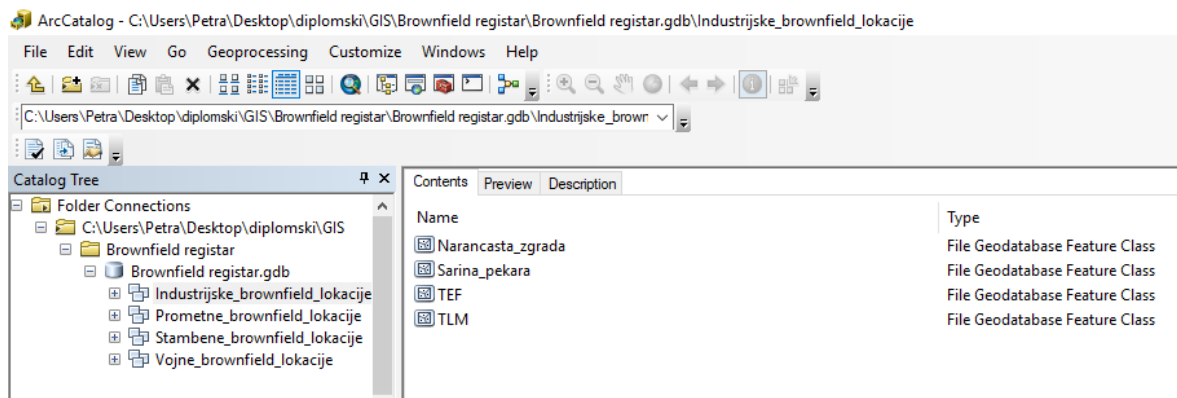 ArcCatalog - C:\Users\Petra\Desktop\diplomski\GIS\Brownfield registar\Brownfield registar.gdb\Industrijske_brownfield_lokacije
File Edit View Go Geoprocessing Customize Windows Help
C:\Users\Petra\Desktop\diplomski\GIS\Brownfield registar\Brownfield registar.gdb\Industrijske_brown
Catalog Tree
Folder Connections
C:\Users\Petra\Desktop\diplomski\GIS
Brownfield registar
Brownfield registar.gdb
Industrijske_brownfield_lokacije
Prometne_brownfield_lokacije
Stambene_brownfield_lokacije
Vojne_brownfield_lokacije
Contents Preview Description
Name Type
Narancasta_zgrada File Geodatabase Feature Class
Sarina_pekara File Geodatabase Feature Class
TEF File Geodatabase Feature Class
TLM File Geodatabase Feature Class